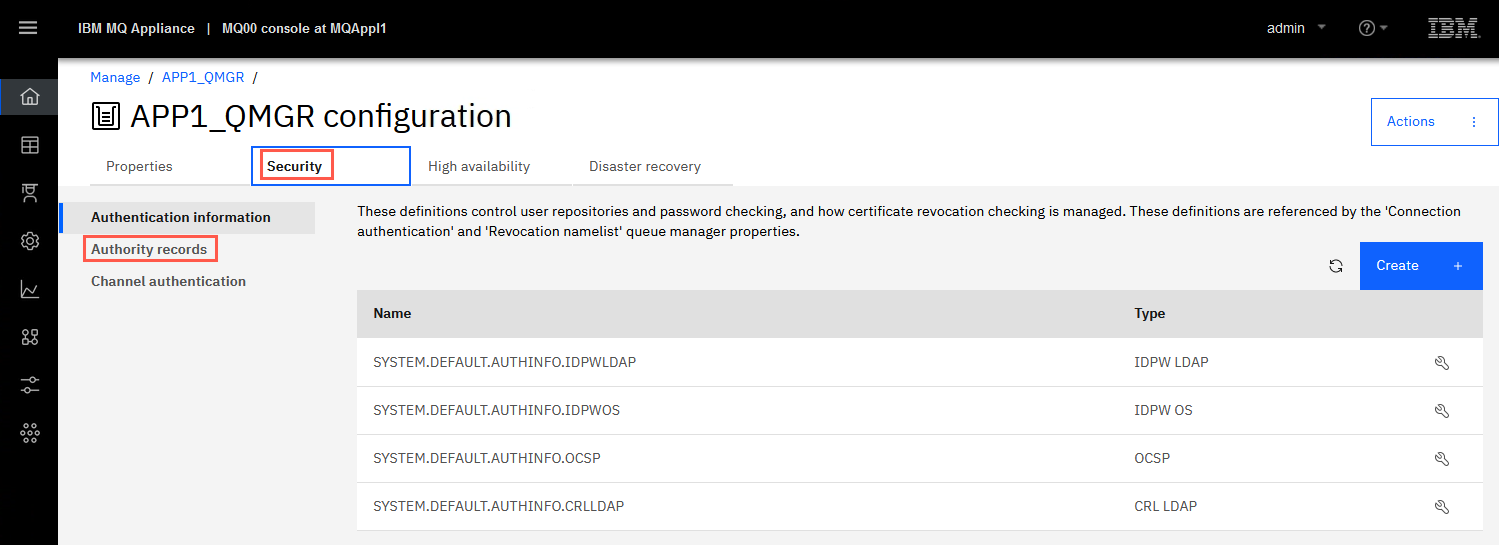 IBM MQ Appliance | MQ00 console at MQAppl1
admin
IBM
Manage / APP1_QMGR /
APP1_QMGR configuration
Actions
Properties Security High availability Disaster recovery
Authentication information
Authority records
Channel authentication
These definitions control user repositories and password checking, and how certificate revocation checking is managed. These definitions are referenced by the 'Connection
authentication' and 'Revocation namelist' queue manager properties.
Create +
Name Type
SYSTEM.DEFAULT.AUTHINFO.IDPWLDAP IDPW LDAP
SYSTEM.DEFAULT.AUTHINFO.IDPWOS IDPW OS
SYSTEM.DEFAULT.AUTHINFO.OCSP OCSP
SYSTEM.DEFAULT.AUTHINFO.CRLLDAP CRL LDAP